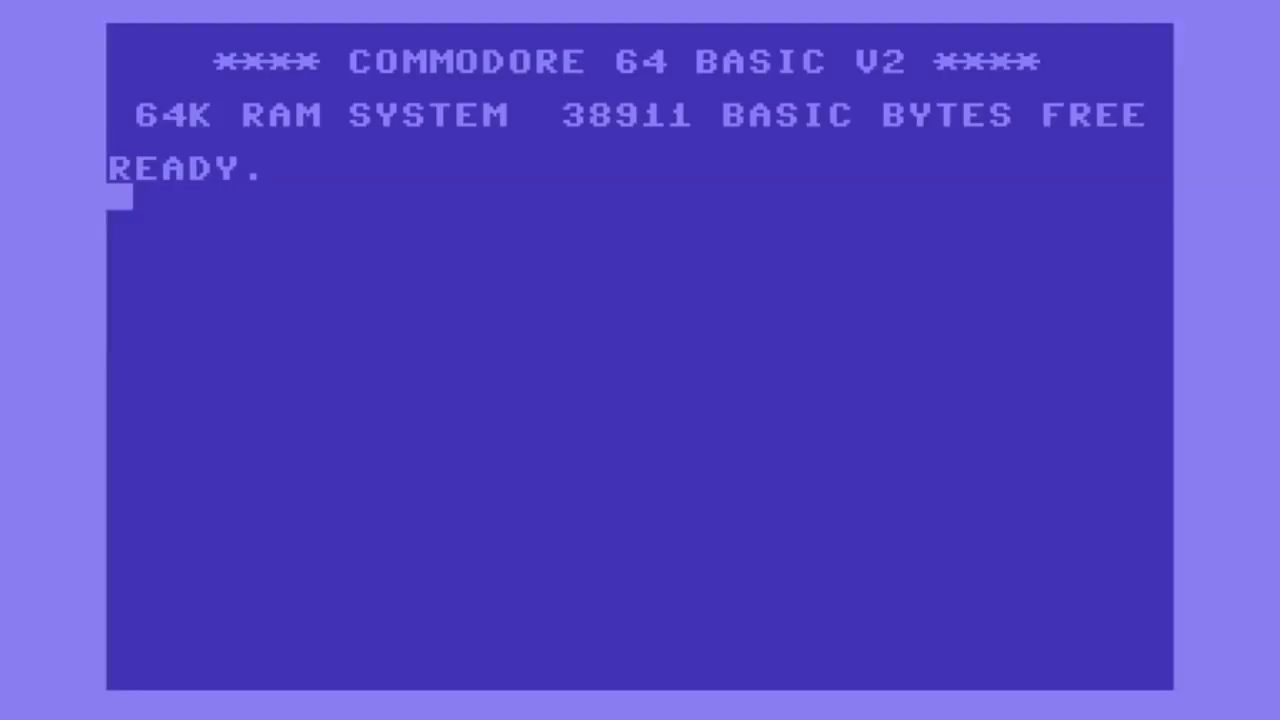 **** COMMODORE 64 BASIC V2 ****
64K RAM SYSTEM  38911 BASIC BYTES FREE
READY.